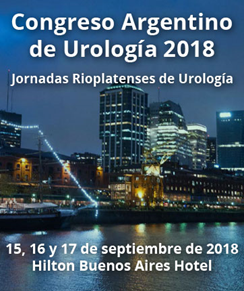 Congreso Argentino
de Urología 2018
Jornadas Rioplatenses de Urología
15, 16 y 17 de septiembre de 2018
Hilton Buenos Aires Hotel